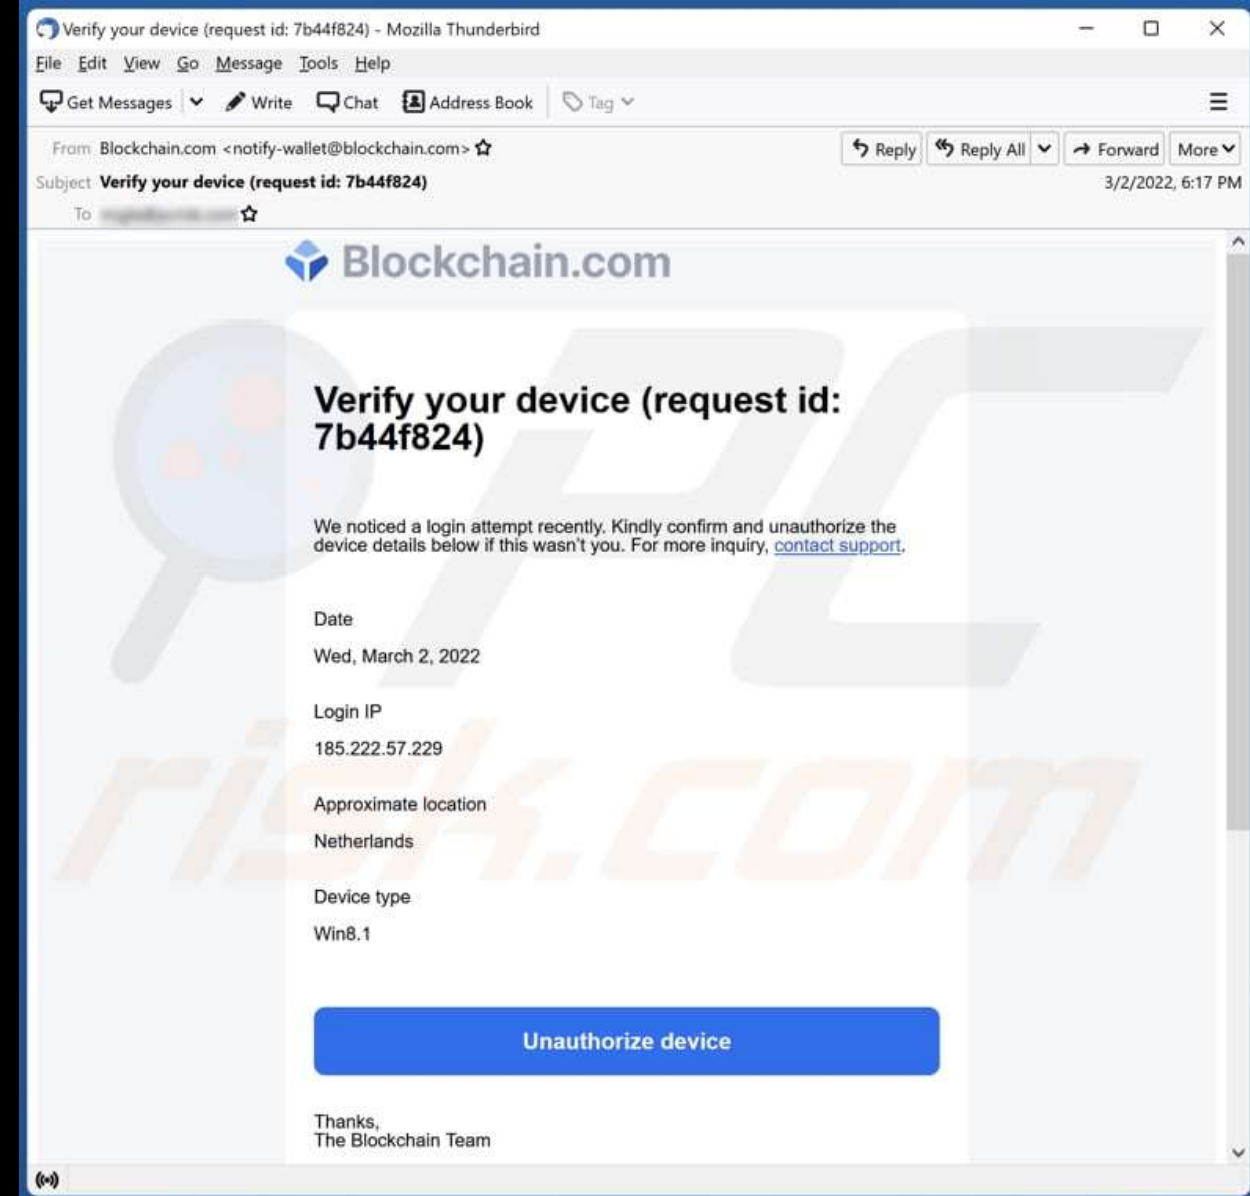 Verify your device (request id: 7b44f824) - Mozilla Thunderbird
File Edit View Go Message Tools Help
Get Messages Write Chat Address Book Tag
From Blockchain.com <notify-wallet@blockchain.com> Reply Reply All Forward More
Subject Verify your device (request id: 7b44f824) 3/2/2022, 6:17 PM
To
Blockchain.com
Verify your device (request id:
7b44f824)
We noticed a login attempt recently. Kindly confirm and unauthorize the
device details below if this wasn't you. For more inquiry, contact support.
Date
Wed, March 2, 2022
Login IP
185.222.57.229
Approximate location
Netherlands
Device type
Win8.1
Unauthorize device
Thanks,
The Blockchain Team
PC
risk.com